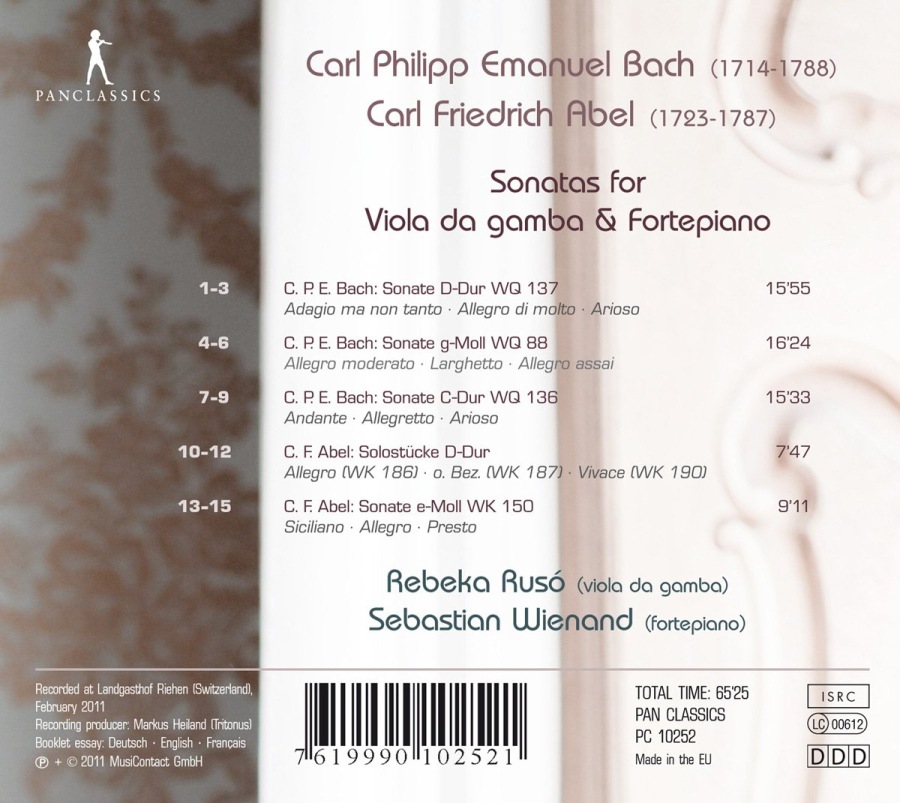 PANCLASSICS
Carl Philipp Emanuel Bach (1714-1788)
Carl Friedrich Abel (1723-1787)
Sonatas for
Viola da gamba & Fortepiano
1-3 C. P. E. Bach: Sonate D-Dur WQ 137 15'55
Adagio ma non tanto · Allegro di molto · Arioso
4-6 C. P. E. Bach: Sonate g-Moll WQ 88 16'24
Allegro moderato · Larghetto · Allegro assai
7-9 C. P. E. Bach: Sonate C-Dur WQ 136 15'33
Andante · Allegretto · Arioso
10-12 C. F. Abel: Solostücke D-Dur 7'47
Allegro (WK 186) · o. Bez. (WK 187) · Vivace (WK 190)
13-15 C. F. Abel: Sonate e-Moll WK 150 9'11
Siciliano · Allegro · Presto
Rebeka Rusó (viola da gamba)
Sebastian Wienand (fortepiano)
Recorded at Landgasthof Riehen (Switzerland),
February 2011
Recording producer: Markus Heiland (Tritonus)
Booklet essay: Deutsch · English · Français
℗ + © 2011 MusiContact GmbH
7 619990 102521
TOTAL TIME: 65'25
PAN CLASSICS
PC 10252
Made in the EU
ISRC
LC 00612
DDD